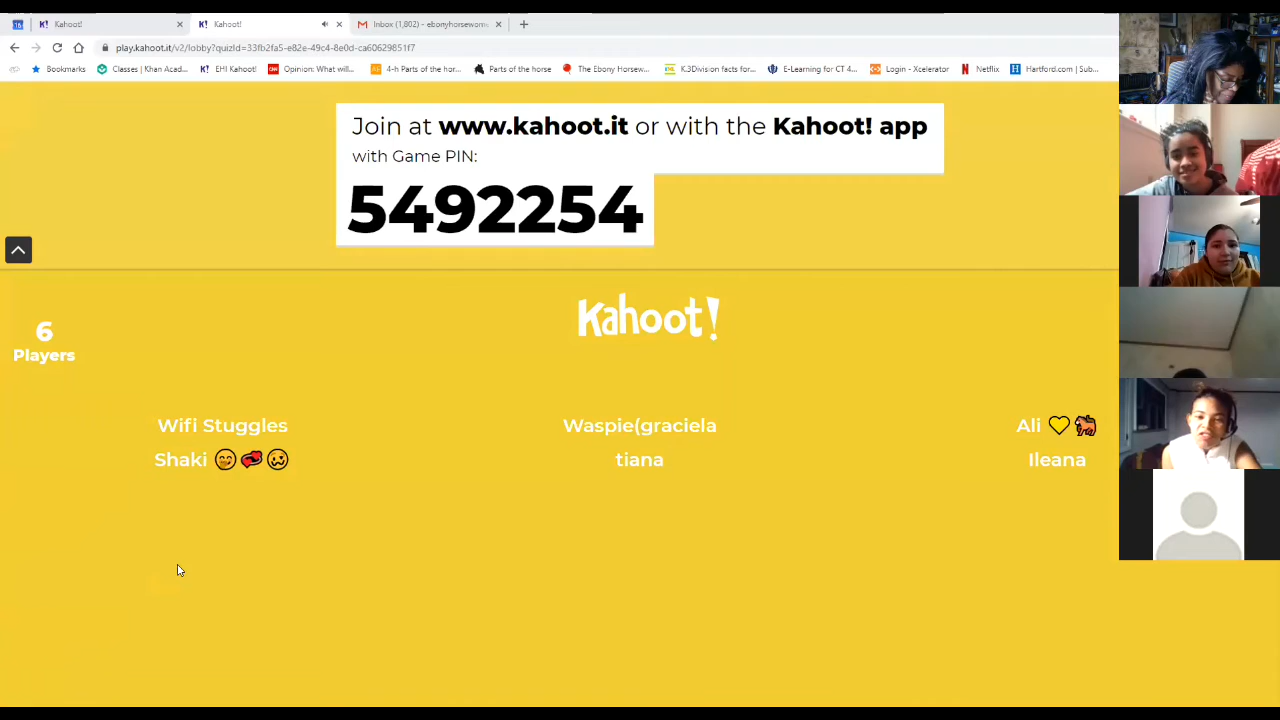 Kahoot!
Kahoot!
Inbox (1,802) - ebonyhorsewom
play.kahoot.it/v2/lobby?quizId=33fb2fa5-e82e-49c4-8e0d-ca60629851f7
Bookmarks
Classes | Khan Acad...
EHI Kahoot!
Opinion: What will...
4-h Parts of the hor...
Parts of the horse
The Ebony Horsew...
K.3Division facts for...
E-Learning for CT 4...
Login - Xcelerator
Netflix
Hartford.com | Sub...
Join at www.kahoot.it or with the Kahoot! app
with Game PIN:
5492254
Kahoot!
6
Players
Wifi Stuggles
Waspie(graciela
Ali
Shaki
tiana
Ileana